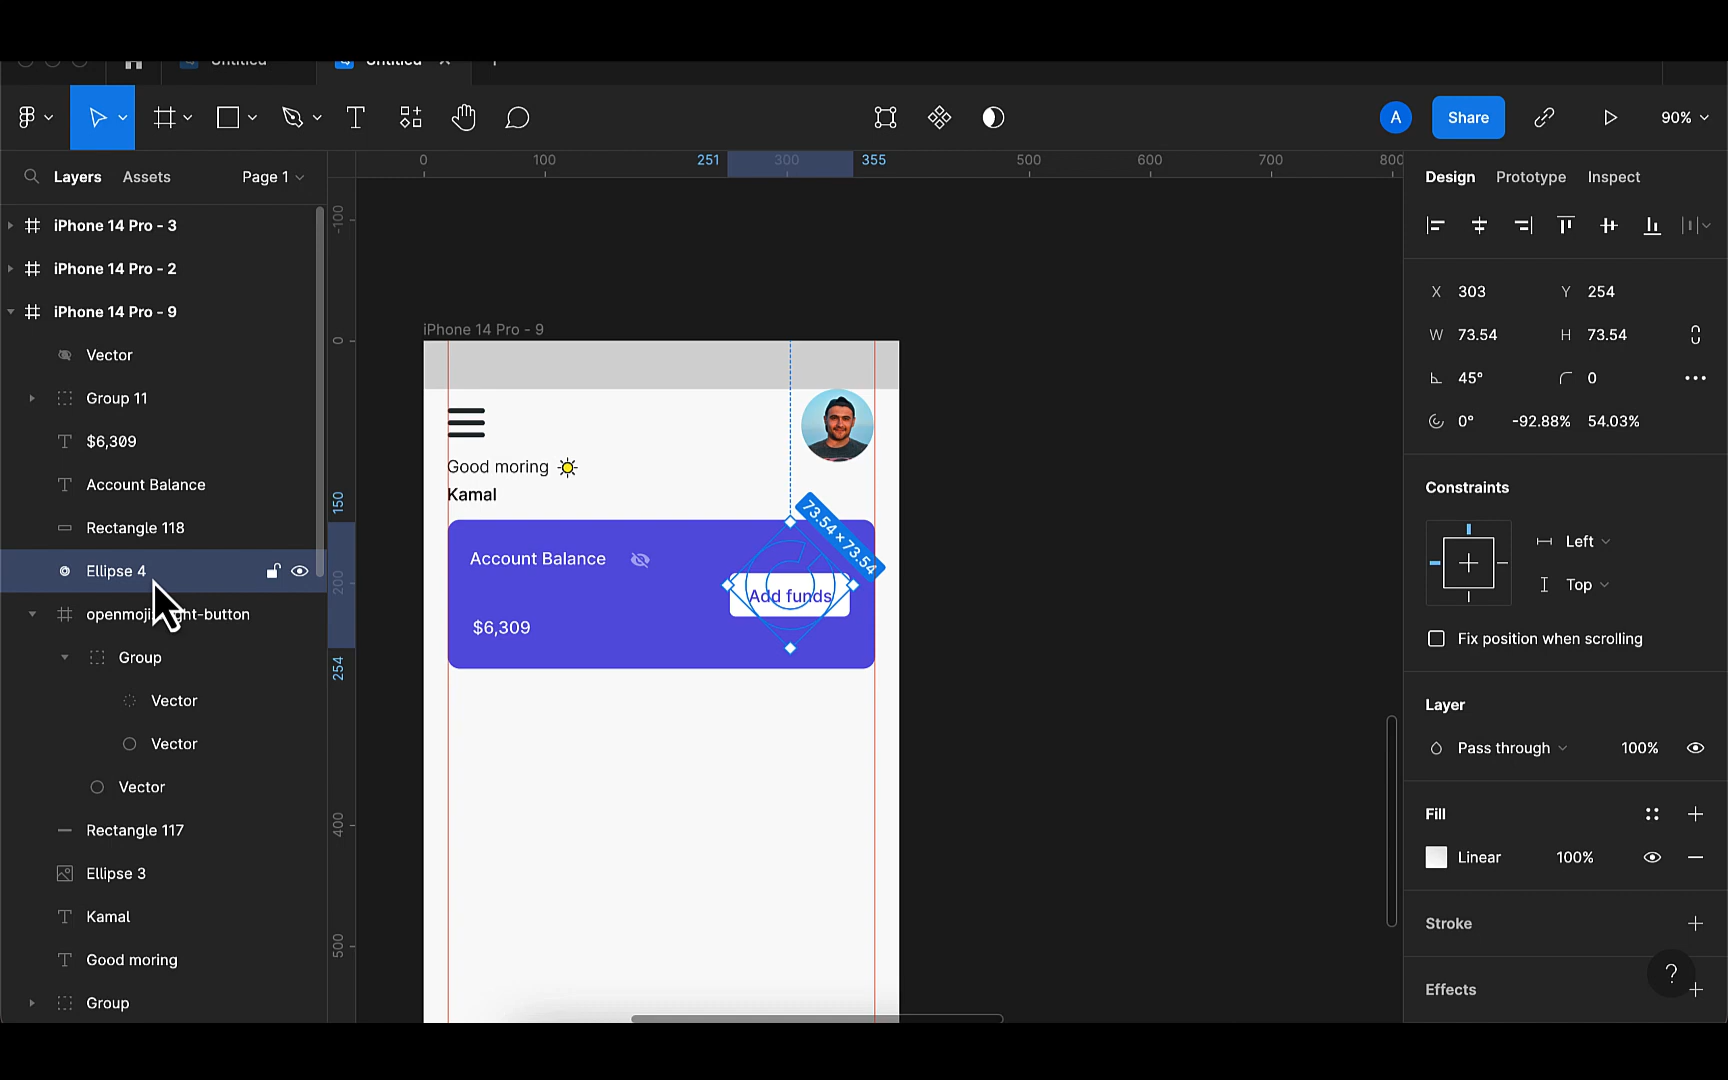 Untitled
Untitled
A
Share
90%
Layers
Assets
Page 1
Design
Prototype
Inspect
0
100
251
300
355
500
600
700
800
-100
0
150
200
254
400
500
iPhone 14 Pro - 3
iPhone 14 Pro - 2
iPhone 14 Pro - 9
Vector
Group 11
$6,309
Account Balance
Rectangle 118
Ellipse 4
openmoji
ht-button
Group
Vector
Vector
Vector
Rectangle 117
Ellipse 3
Kamal
Good moring
Group
iPhone 14 Pro - 9
Good moring
Kamal
Account Balance
73.54 × 73.54
Add funds
$6,309
X 303
Y 254
W 73.54
H 73.54
45°
0
0°
-92.88%
54.03%
Constraints
Left
Top
Fix position when scrolling
Layer
Pass through
100%
Fill
Linear
100%
Stroke
Effects
?